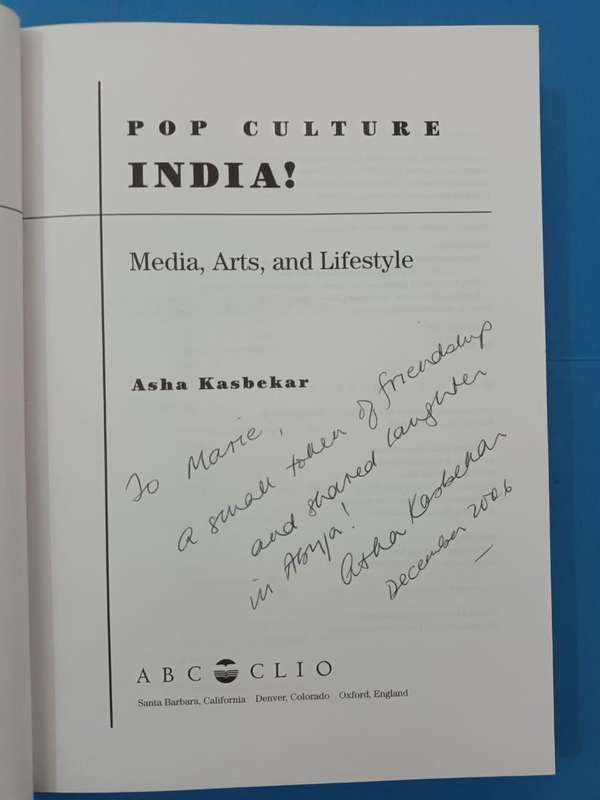 POP CULTURE
INDIA!
Media, Arts, and Lifestyle
Asha Kasbekar
To Marie,
a small token of friendship
and shared laughter
in Abuja!
Asha Kasbekar
December 2006
ABC CLIO
Santa Barbara, California Denver, Colorado Oxford, England